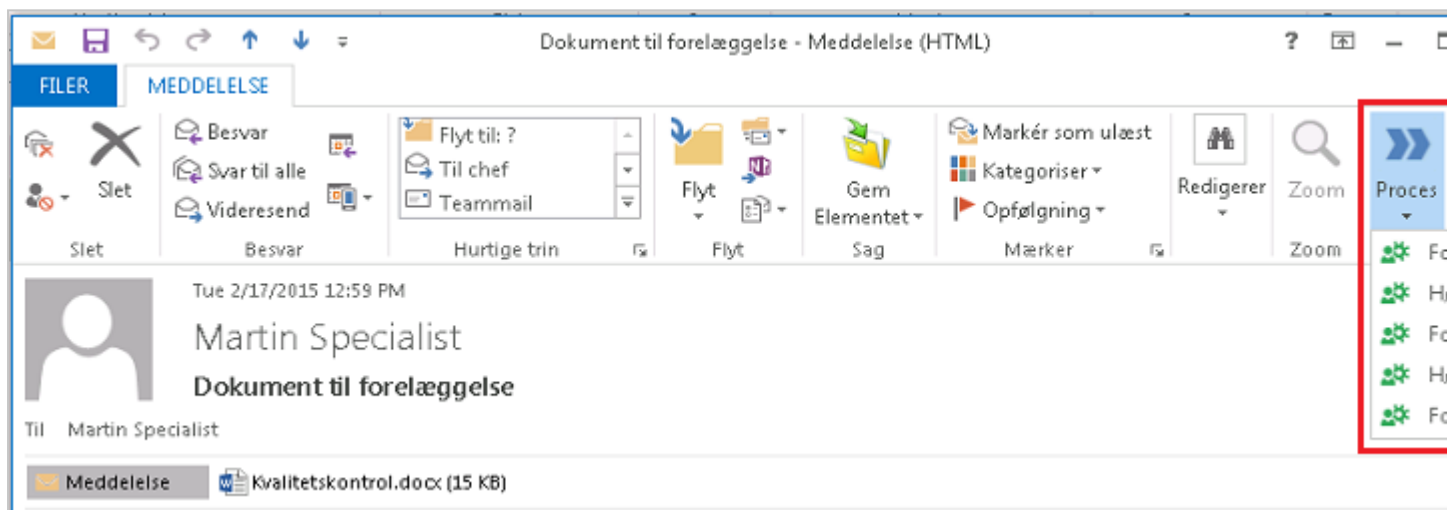 Dokument til forelæggelse - Meddelelse (HTML) ?
FILER MEDDELELSE
Slet
Besvar
Svar til alle
Videresend
Flyt til: ?
Til chef
Teammail
Flyt
Gem
Elementet
Markér som ulæst
Kategoriser
Opfølgning
Redigerer
Zoom
Proces
Slet Besvar Hurtige trin Flyt Sag Mærker Zoom
Tue 2/17/2015 12:59 PM
Martin Specialist
Dokument til forelæggelse
Til Martin Specialist
Meddelelse Kvalitetskontrol.docx (15 KB)